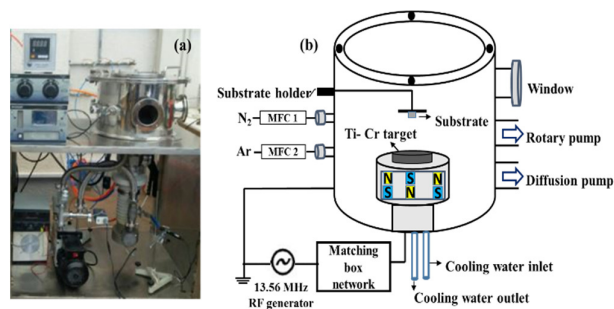 (a)
(b)
Substrate holder
N2
MFC 1
Ar
MFC 2
Substrate
Ti- Cr target
N S N
S N S
Window
Rotary pump
Diffusion pump
Matching
box
network
13.56 MHz
RF generator
Cooling water inlet
Cooling water outlet